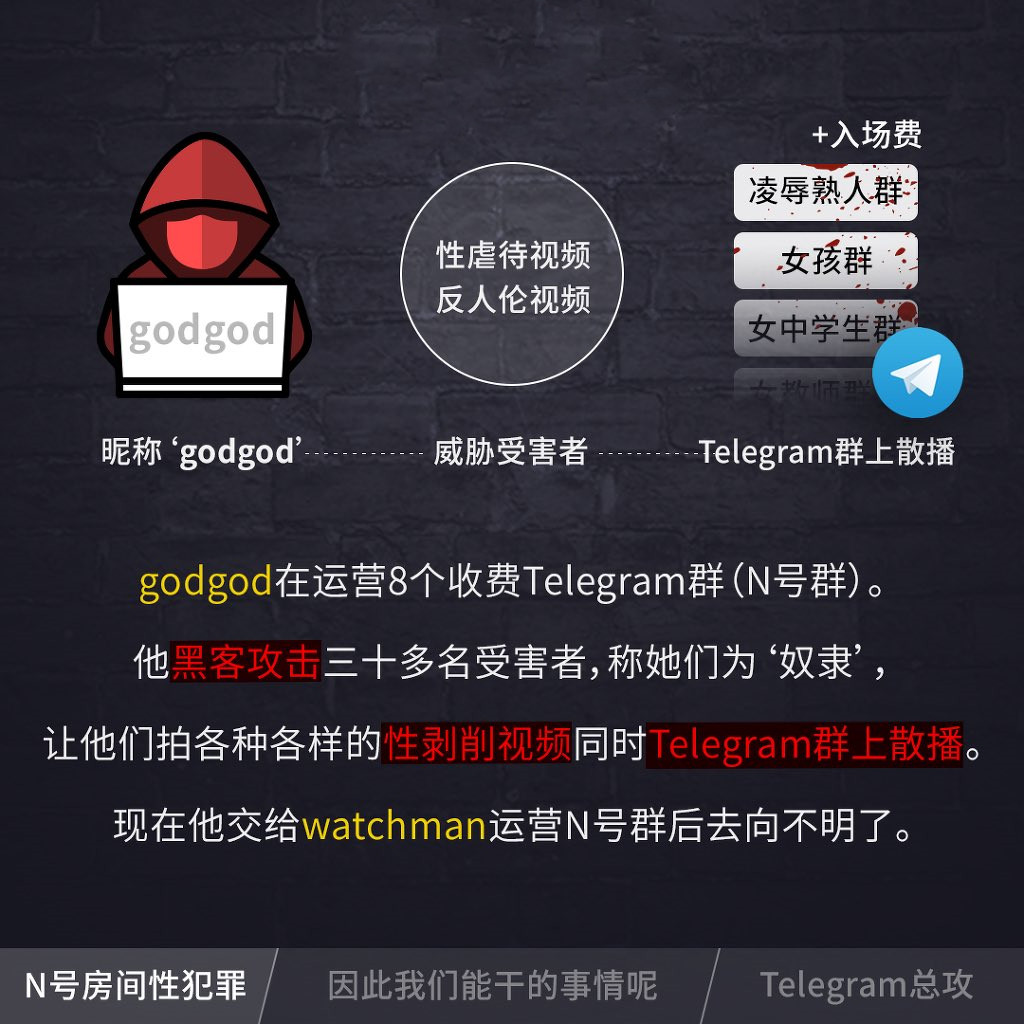 +入场费
凌辱熟人群
女孩群
女中学生群
女教师群
性虐待视频
反人伦视频
godgod
昵称 ‘godgod’
威胁受害者
Telegram群上散播
godgod在运营8个收费Telegram群（N号群）。
他黑客攻击三十多名受害者，称她们为 ‘奴隶’，
让他们拍各种各样的性剥削视频同时Telegram群上散播。
现在他交给watchman运营N号群后去向不明了。
N号房间性犯罪
因此我们能干的事情呢
Telegram总攻